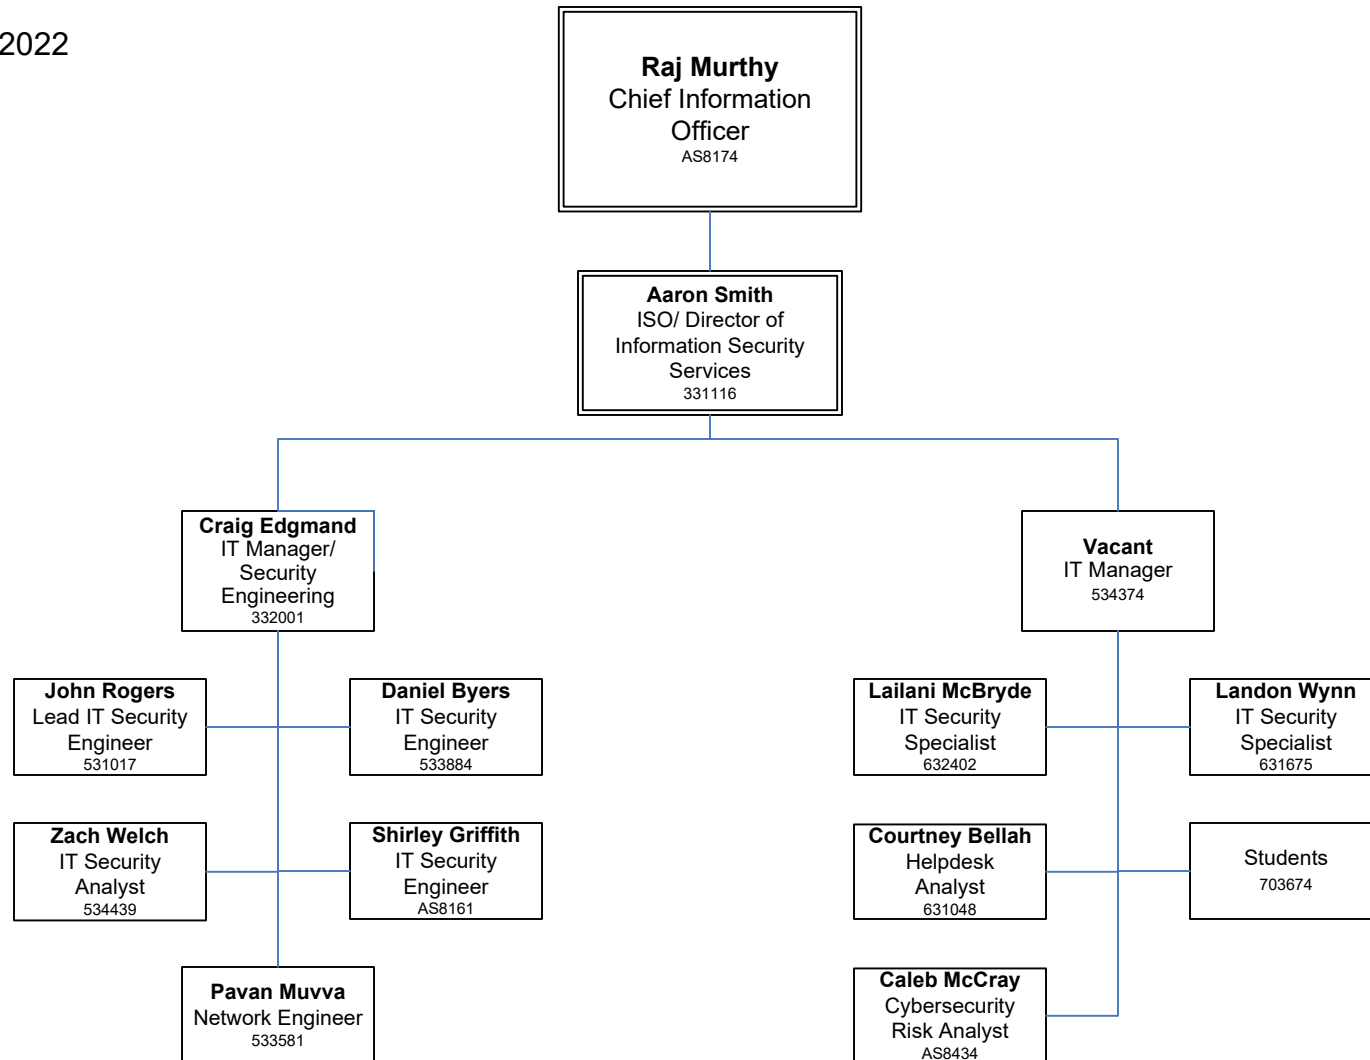 2022
Raj Murthy
Chief Information
Officer
AS8174
Aaron Smith
ISO/ Director of
Information Security
Services
331116
Craig Edgmand
IT Manager/
Security
Engineering
332001
Vacant
IT Manager
534374
John Rogers
Lead IT Security
Engineer
531017
Daniel Byers
IT Security
Engineer
533884
Lailani McBryde
IT Security
Specialist
632402
Landon Wynn
IT Security
Specialist
631675
Zach Welch
IT Security
Analyst
534439
Shirley Griffith
IT Security
Engineer
AS8161
Courtney Bellah
Helpdesk
Analyst
631048
Students
703674
Pavan Muvva
Network Engineer
533581
Caleb McCray
Cybersecurity
Risk Analyst
AS8434